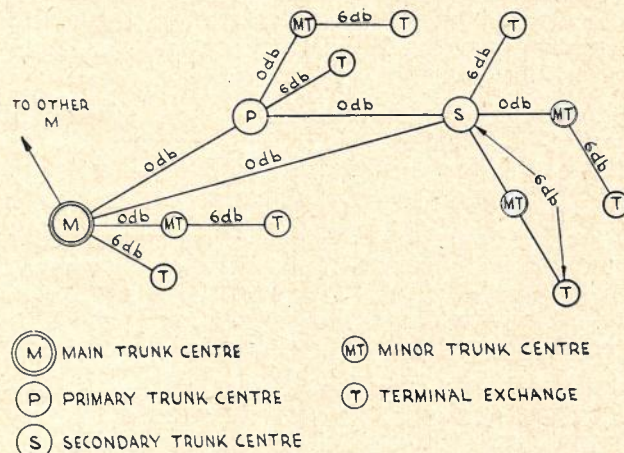 MT 6db T
T
0db 6db T 6db
TO OTHER
M
P 0db S 0db MT
0db 0db 6db
6db
MT T
M 0db MT 6db T
6db
T T
M MAIN TRUNK CENTRE
MT MINOR TRUNK CENTRE
P PRIMARY TRUNK CENTRE
T TERMINAL EXCHANGE
S SECONDARY TRUNK CENTRE